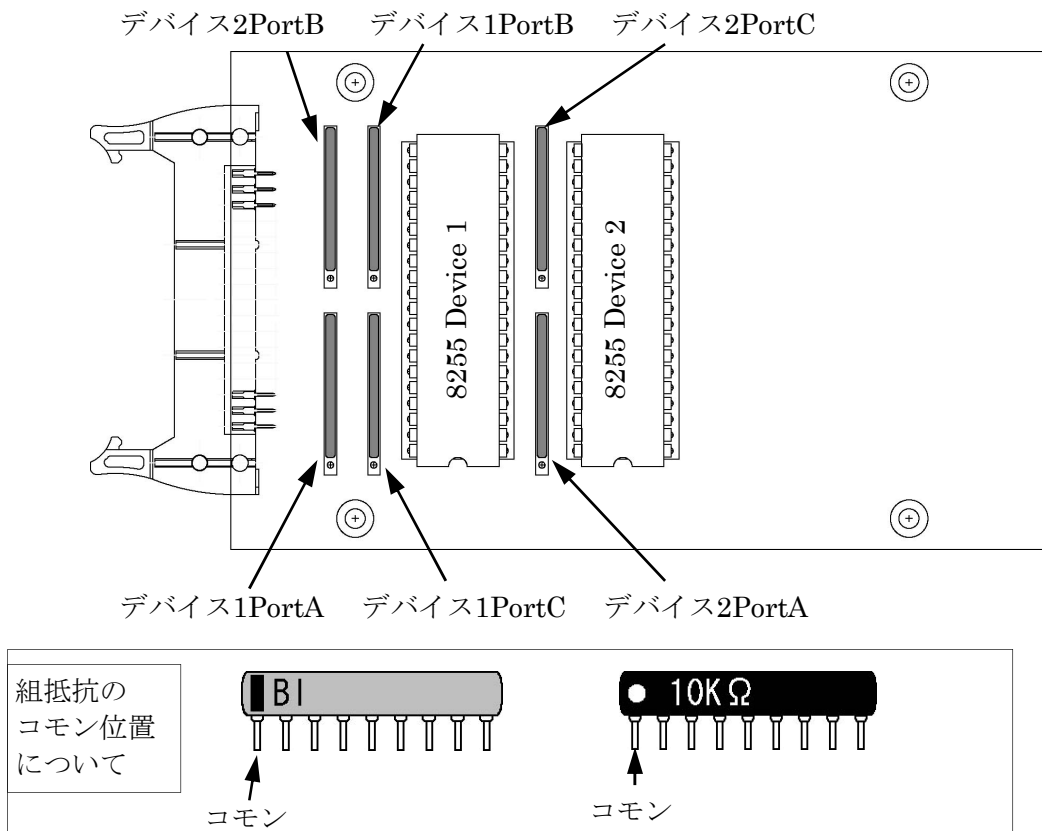 デバイス2PortB デバイス1PortB デバイス2PortC
8255 Device 1
8255 Device 2
デバイス1PortA デバイス1PortC デバイス2PortA
組抵抗の
コモン位置
について
BI
10KΩ
コモン
コモン